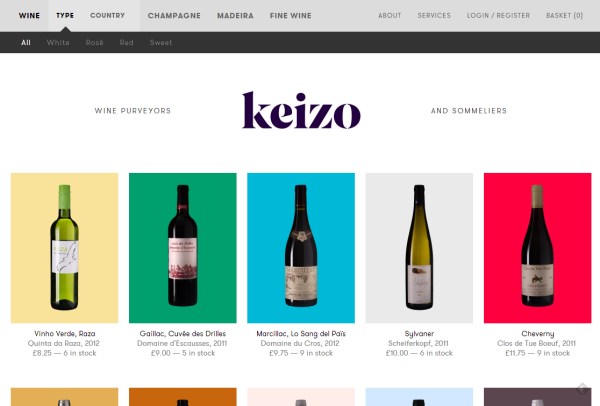 WINE TYPE COUNTRY CHAMPAGNE MADEIRA FINE WINE ABOUT SERVICES LOGIN / REGISTER BASKET (0)
All White Rosé Red Sweet
WINE PURVEYORS keizo AND SOMMELIERS
Vinho Verde, Raza
Quinta da Raza, 2012
£8.25 — 6 in stock
Gaillac, Cuvée des Drilles
Domaine d'Escausses, 2011
£9.00 — 5 in stock
Marcillac, Lo Sang del Païs
Domaine du Cros, 2012
£9.75 — 9 in stock
Sylvaner
Scheiferkopf, 2011
£10.00 — 6 in stock
Cheverny
Clos de Tue Boeuf, 2011
£11.75 — 9 in stock